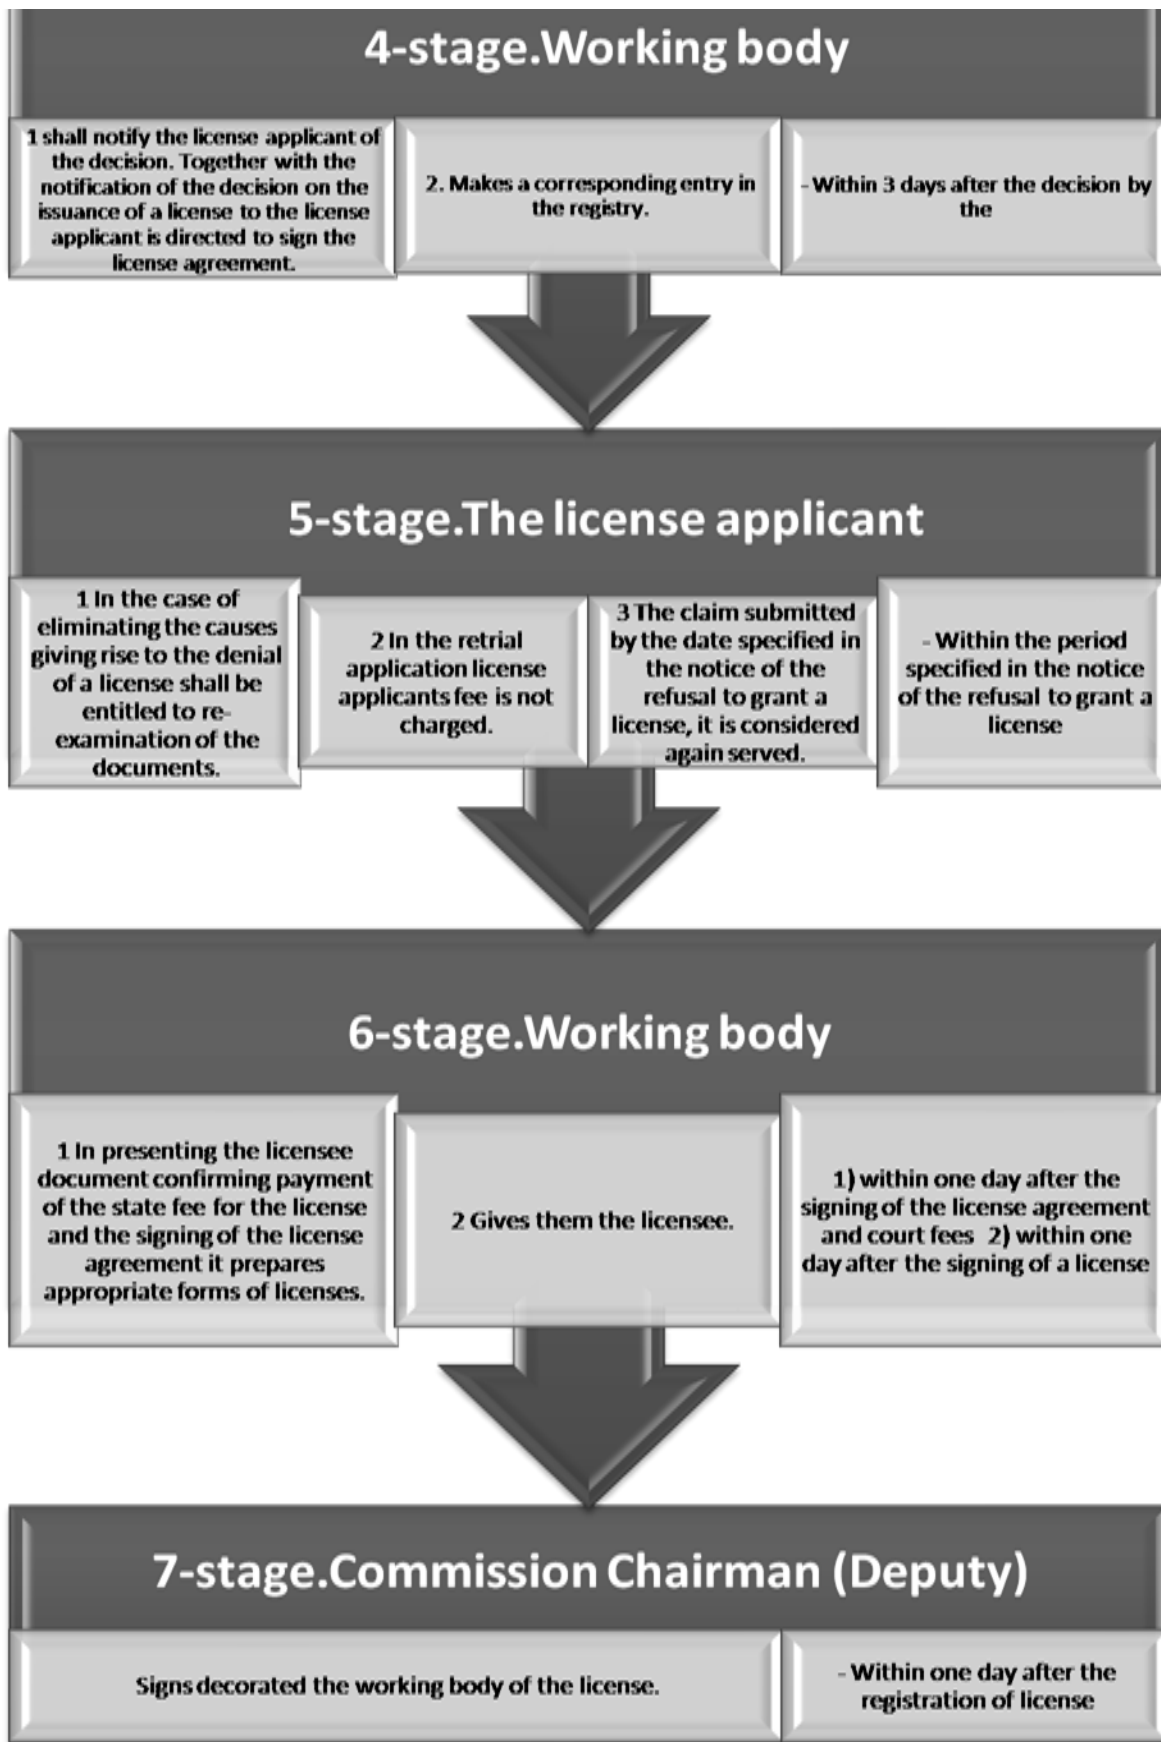 4-stage.Working body
1 shall notify the license applicant of
the decision. Together with the
notification of the decision on the
issuance of a license to the license
applicant is directed to sign the
license agreement.
2. Makes a corresponding entry in
the registry.
- Within 3 days after the decision by
the
5-stage.The license applicant
1 In the case of
eliminating the causes
giving rise to the denial
of a license shall be
entitled to re-
examination of the
documents.
2 In the retrial
application license
applicants fee is not
charged.
3 The claim submitted
by the date specified in
the notice of the
refusal to grant a
license, it is considered
again served.
- Within the period
specified in the notice
of the refusal to grant a
license
6-stage.Working body
1 In presenting the licensee
document confirming payment
of the state fee for the license
and the signing of the license
agreement it prepares
appropriate forms of licenses.
2 Gives them the licensee.
1) within one day after the
signing of the license agreement
and court fees 2) within one
day after the signing of a license
7-stage.Commission Chairman (Deputy)
Signs decorated the working body of the license.
- Within one day after the
registration of license